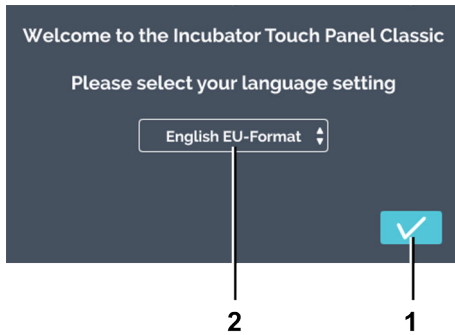 Welcome to the Incubator Touch Panel Classic
Please select your language setting
English EU-Format
2 1